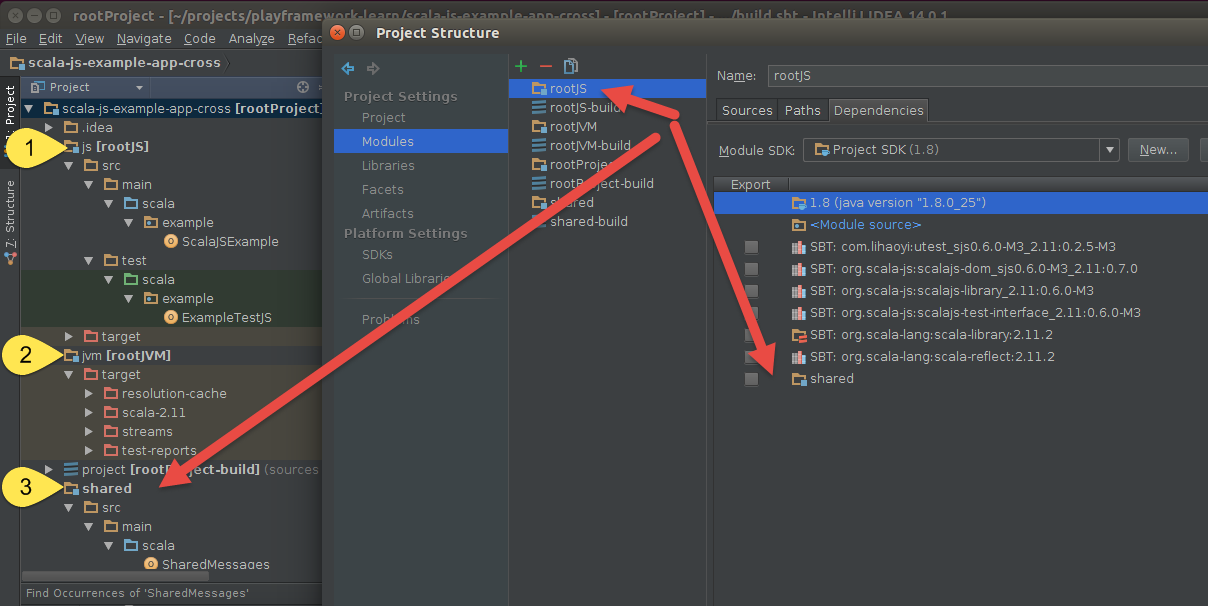 rootProject - [~/projects/playframework-learn/scala-js-example-app-cross] - [rootProject] - .../build.sbt - IntelliJ IDEA 14.0.1
File Edit View Navigate Code Analyze Refac
scala-js-example-app-cross
1: Project
Z: Structure
Project
scala-js-example-app-cross [rootProject]
.idea
1
js [rootJS]
src
main
scala
example
ScalaJSExample
test
scala
example
ExampleTestJS
target
2
jvm [rootJVM]
target
resolution-cache
scala-2.11
streams
test-reports
project [rootProject-build] (sources
3
shared
src
main
scala
SharedMessages
Find Occurrences of 'SharedMessages'
Project Structure
Project Settings
Project
Modules
Libraries
Facets
Artifacts
Platform Settings
SDKs
Global Libraries
Problems
rootJS
rootJS-build
rootJVM
rootJVM-build
rootProject
rootProject-build
shared
shared-build
Name: rootJS
Sources Paths Dependencies
Module SDK: Project SDK (1.8) New...
Export
1.8 (java version "1.8.0_25")
<Module source>
SBT: com.lihaoyi:utest_sjs0.6.0-M3_2.11:0.2.5-M3
SBT: org.scala-js:scalajs-dom_sjs0.6.0-M3_2.11:0.7.0
SBT: org.scala-js:scalajs-library_2.11:0.6.0-M3
SBT: org.scala-js:scalajs-test-interface_2.11:0.6.0-M3
SBT: org.scala-lang:scala-library:2.11.2
SBT: org.scala-lang:scala-reflect:2.11.2
shared